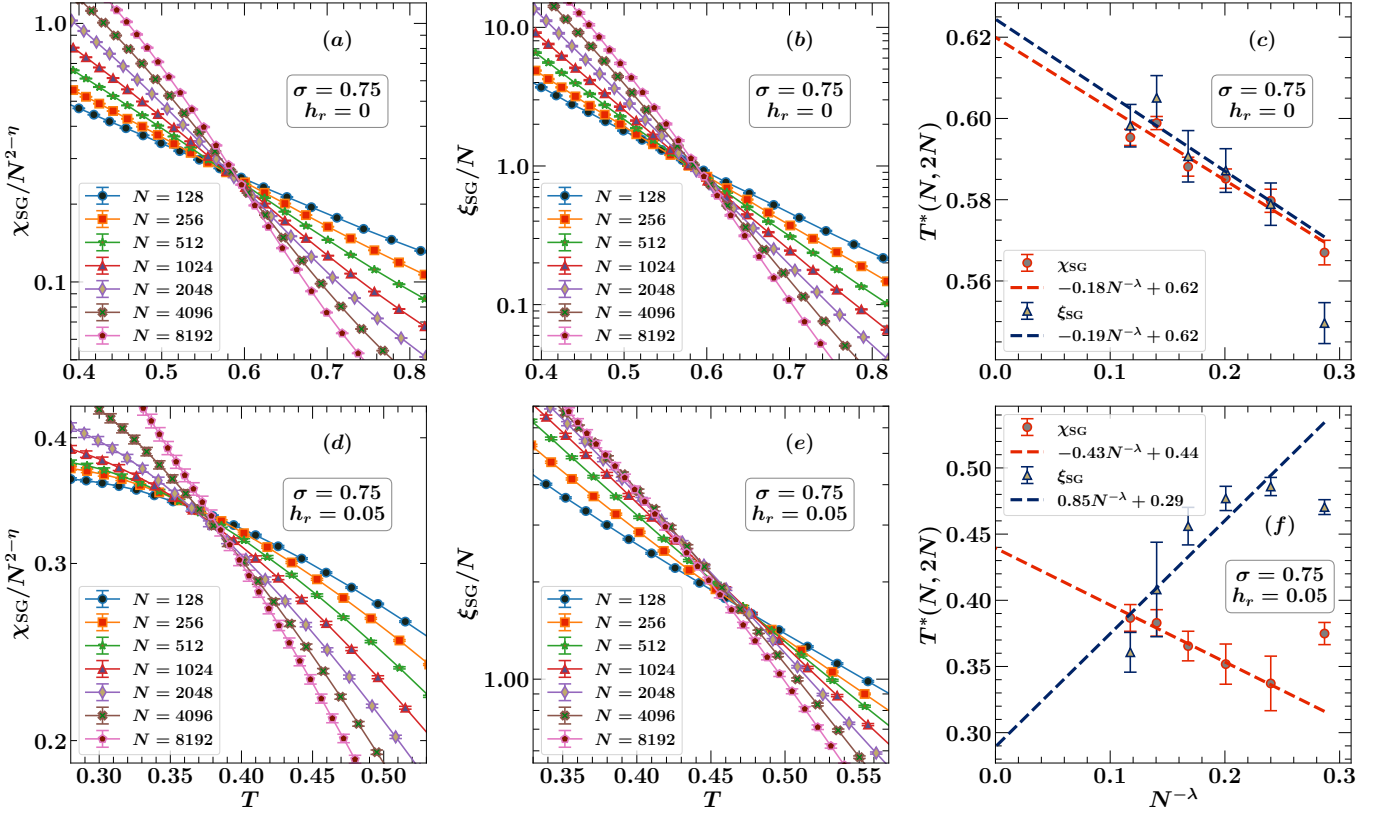 (a)
σ = 0.75
h_r = 0
χ_SG/N^{2−η}
1.0
0.1
N = 128
N = 256
N = 512
N = 1024
N = 2048
N = 4096
N = 8192
0.4 0.5 0.6 0.7 0.8
(b)
σ = 0.75
h_r = 0
ξ_SG/N
10.0
1.0
0.1
N = 128
N = 256
N = 512
N = 1024
N = 2048
N = 4096
N = 8192
0.4 0.5 0.6 0.7 0.8
(c)
σ = 0.75
h_r = 0
T*(N, 2N)
0.62
0.60
0.58
0.56
χ_SG
−0.18N^{−λ} + 0.62
ξ_SG
−0.19N^{−λ} + 0.62
0.0 0.1 0.2 0.3
(d)
σ = 0.75
h_r = 0.05
χ_SG/N^{2−η}
0.4
0.3
0.2
N = 128
N = 256
N = 512
N = 1024
N = 2048
N = 4096
N = 8192
0.30 0.35 0.40 0.45 0.50
T
(e)
σ = 0.75
h_r = 0.05
ξ_SG/N
1.00
N = 128
N = 256
N = 512
N = 1024
N = 2048
N = 4096
N = 8192
0.35 0.40 0.45 0.50 0.55
T
χ_SG
−0.43N^{−λ} + 0.44
ξ_SG
0.85N^{−λ} + 0.29
(f)
σ = 0.75
h_r = 0.05
T*(N, 2N)
0.50
0.45
0.40
0.35
0.30
0.0 0.1 0.2 0.3
N^{−λ}